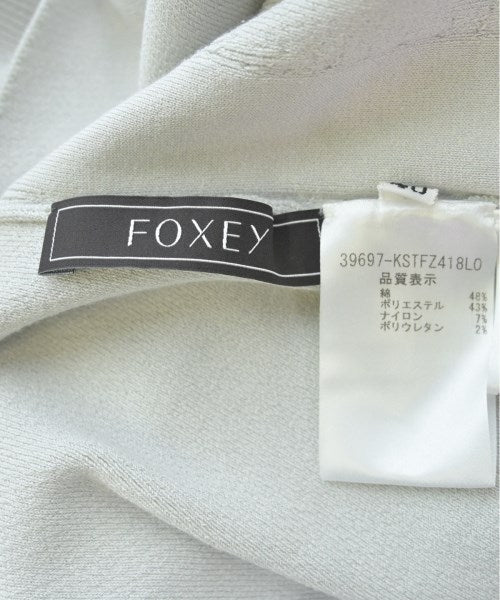 FOXEY
39697-KSTFZ418LO
品質表示
綿 48%
ポリエステル 43%
ナイロン 7%
ポリウレタン 2%